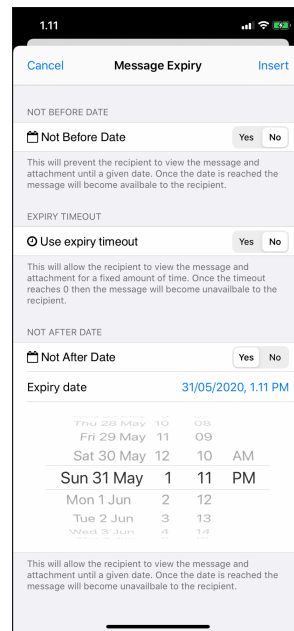 1.11
Cancel Message Expiry Insert
NOT BEFORE DATE
Not Before Date Yes No
This will prevent the recipient to view the message and
attachment until a given date. Once the date is reached the
message will become availbale to the recipient.
EXPIRY TIMEOUT
Use expiry timeout Yes No
This will allow the recipient to view the message and
attachment for a fixed amount of time. Once the timeout
reaches 0 then the message will become unavailbale to the
recipient.
NOT AFTER DATE
Not After Date Yes No
Expiry date 31/05/2020, 1.11 PM
Thu 28 May 10 08
Fri 29 May 11 09
Sat 30 May 12 10 AM
Sun 31 May 1 11 PM
Mon 1 Jun 2 12
Tue 2 Jun 3 13
Wed 3 Jun 4 14
This will allow the recipient to view the message and
attachment until a given date. Once the date is reached the
message will become unavailbale to the recipient.